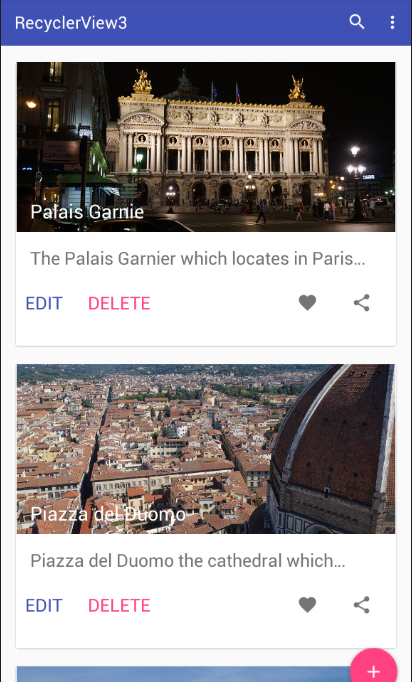 RecyclerView3
Palais Garnie
The Palais Garnier which locates in Paris...
EDIT DELETE
Piazza del Duomo
Piazza del Duomo the cathedral which...
EDIT DELETE